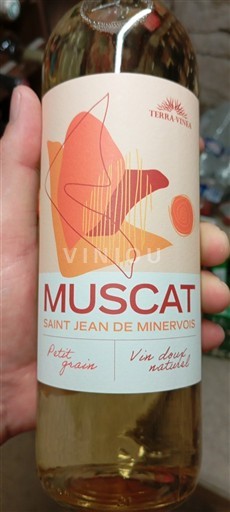 TERRA-VINEA
VINIOU
MUSCAT
SAINT JEAN DE MINERVOIS
Petit grain
Vin doux naturel